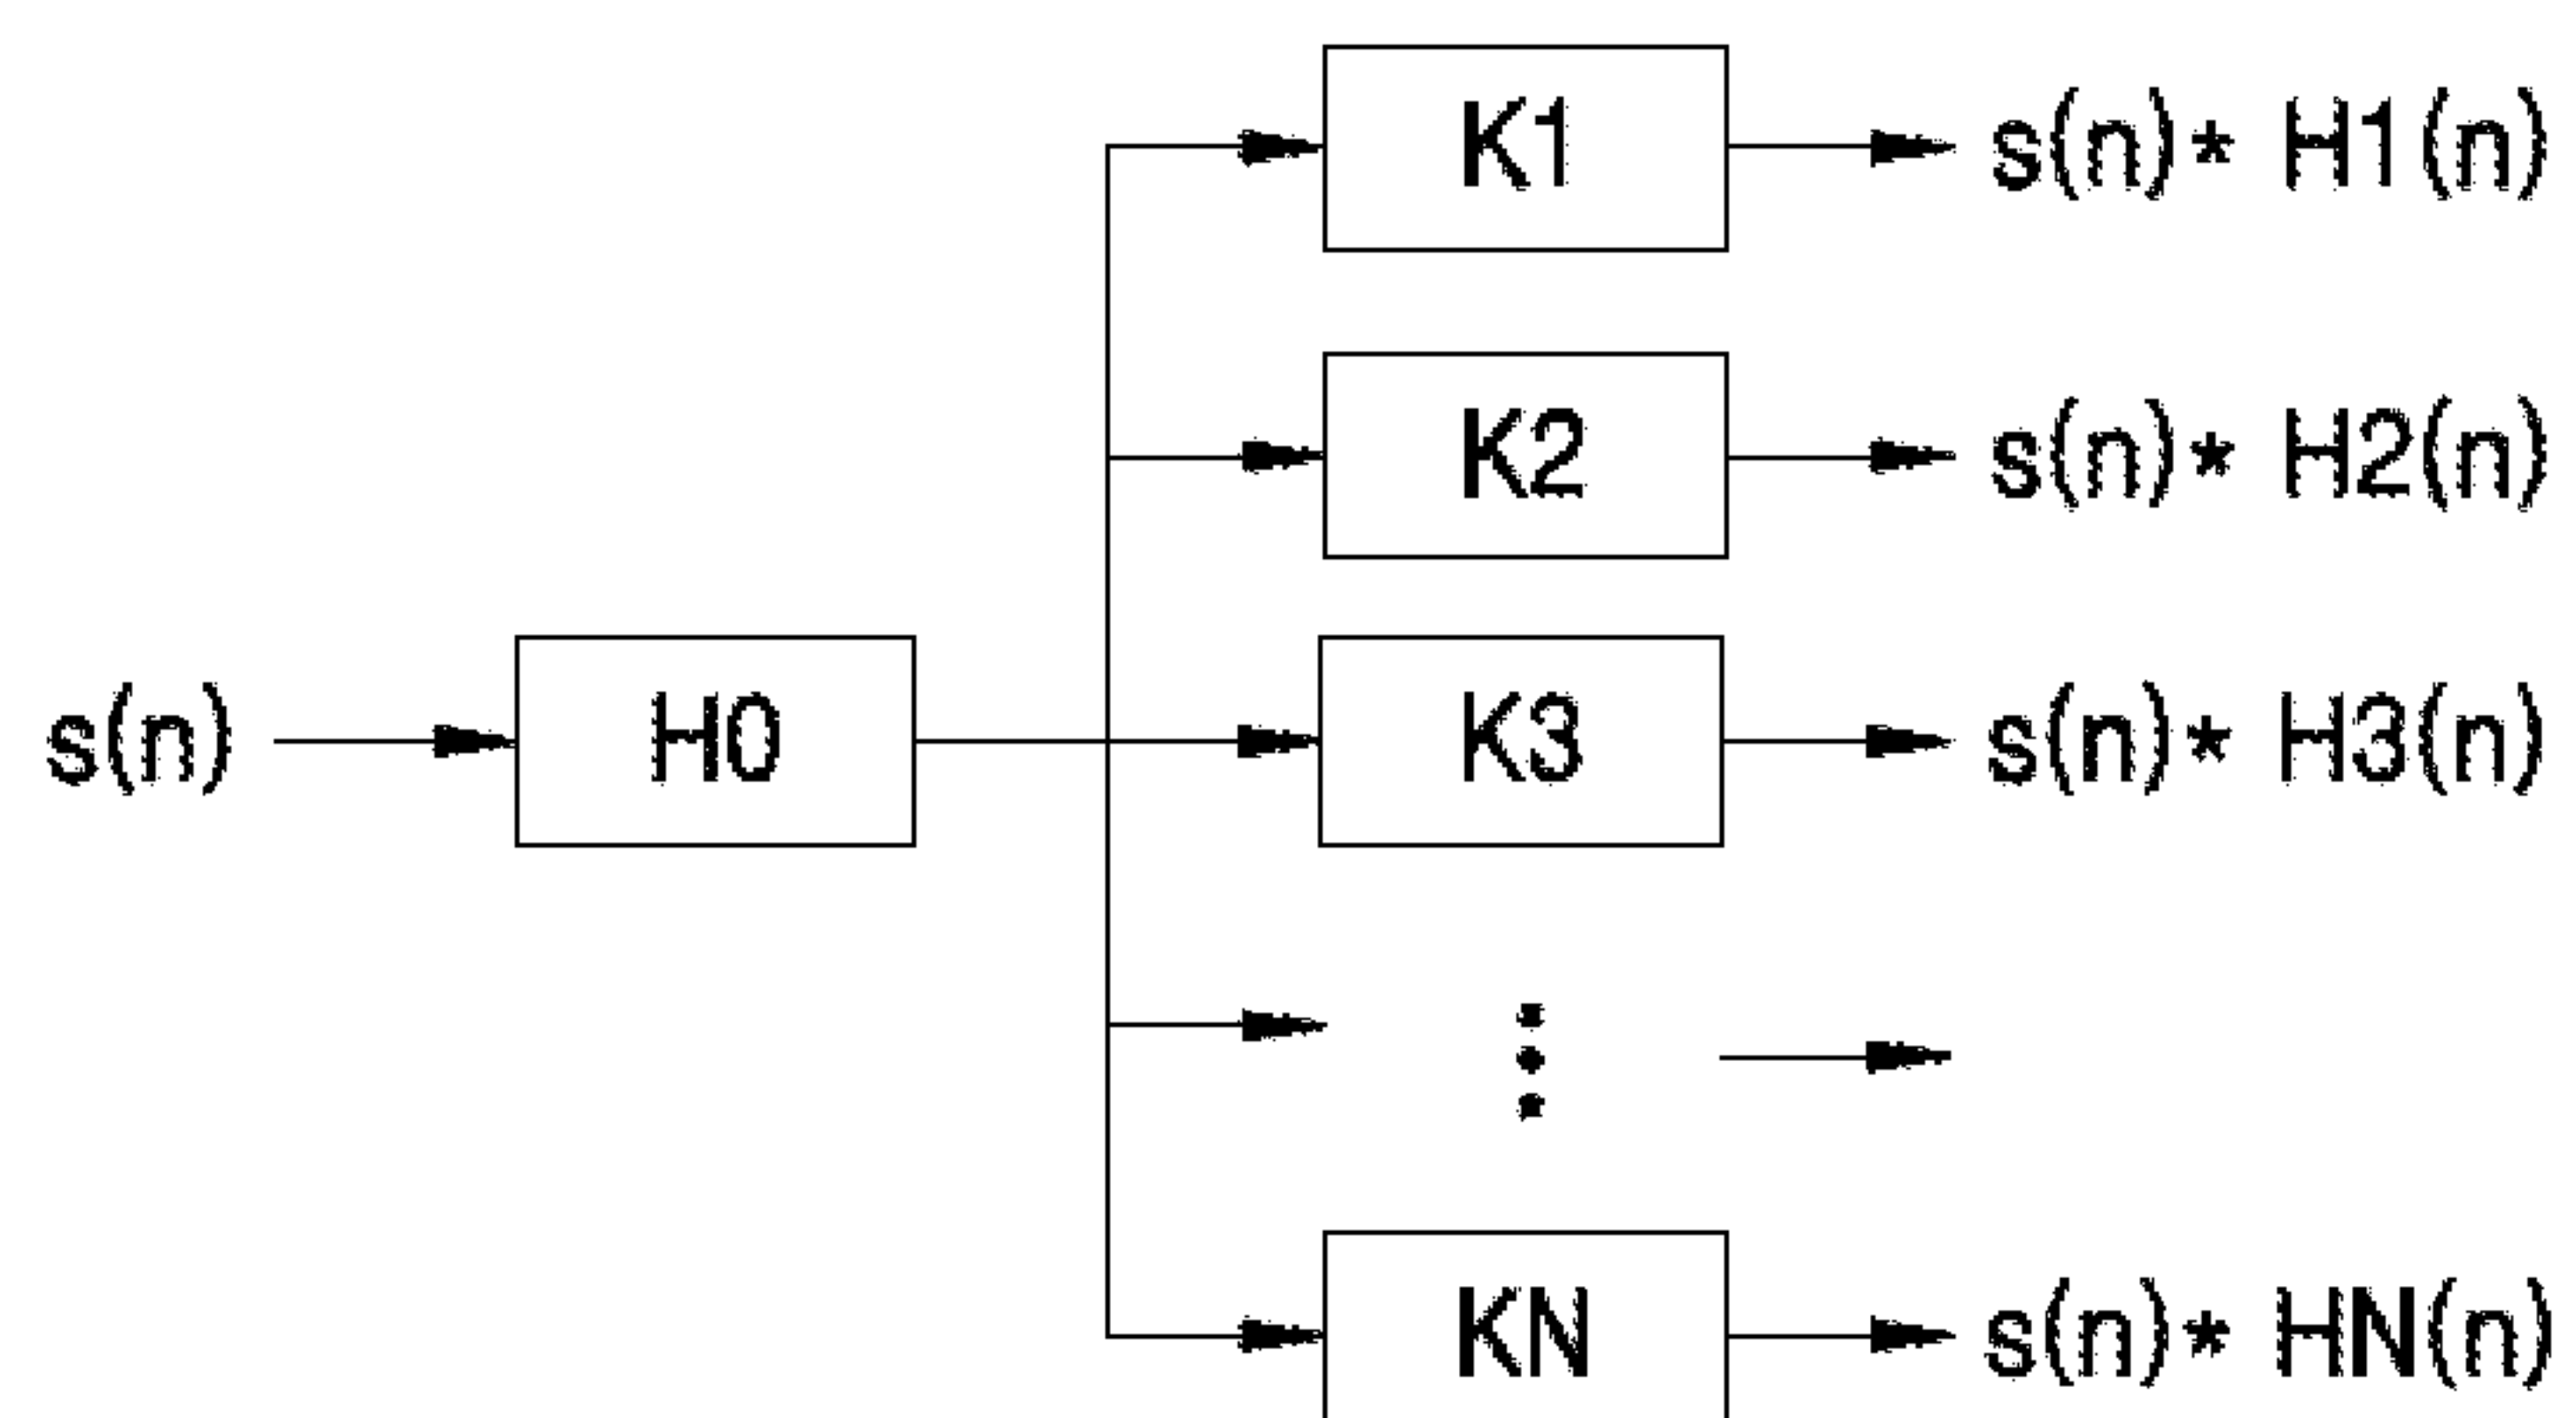 K1
s(n)* H1(n)
K2
s(n)* H2(n)
s(n)
H0
K3
s(n)* H3(n)
KN
s(n)* HN(n)